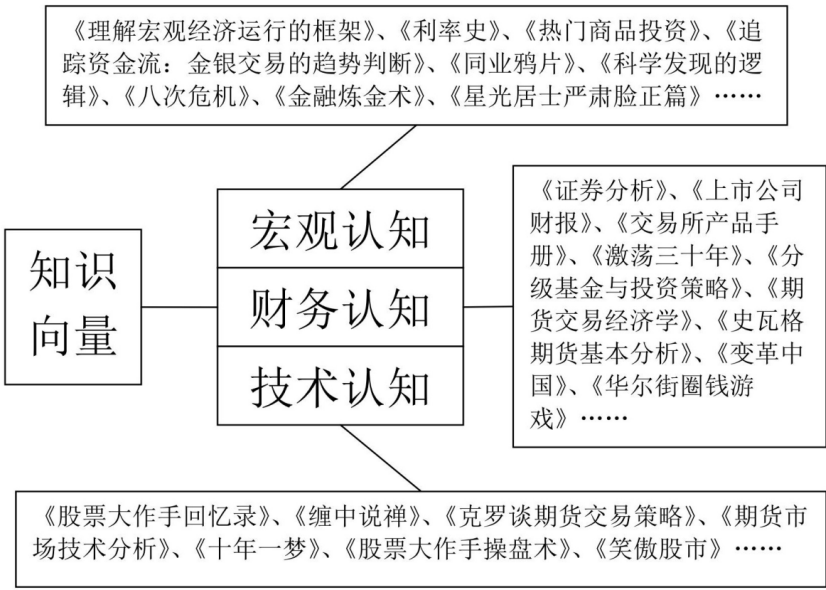 《理解宏观经济运行的框架》、《利率史》、《热门商品投资》、《追
踪资金流：金银交易的趋势判断》、《同业鸦片》、《科学发现的逻
辑》、《八次危机》、《金融炼金术》、《星光居士严肃脸正篇》……
知识
向量
宏观认知
财务认知
技术认知
《证券分析》、《上市公司
财报》、《交易所产品手
册》、《激荡三十年》、《分
级基金与投资策略》、《期
货交易经济学》、《史瓦格
期货基本分析》、《变革中
国》、《华尔街圈钱游
戏》……
《股票大作手回忆录》、《缠中说禅》、《克罗谈期货交易策略》、《期货市
场技术分析》、《十年一梦》、《股票大作手操盘术》、《笑傲股市》……